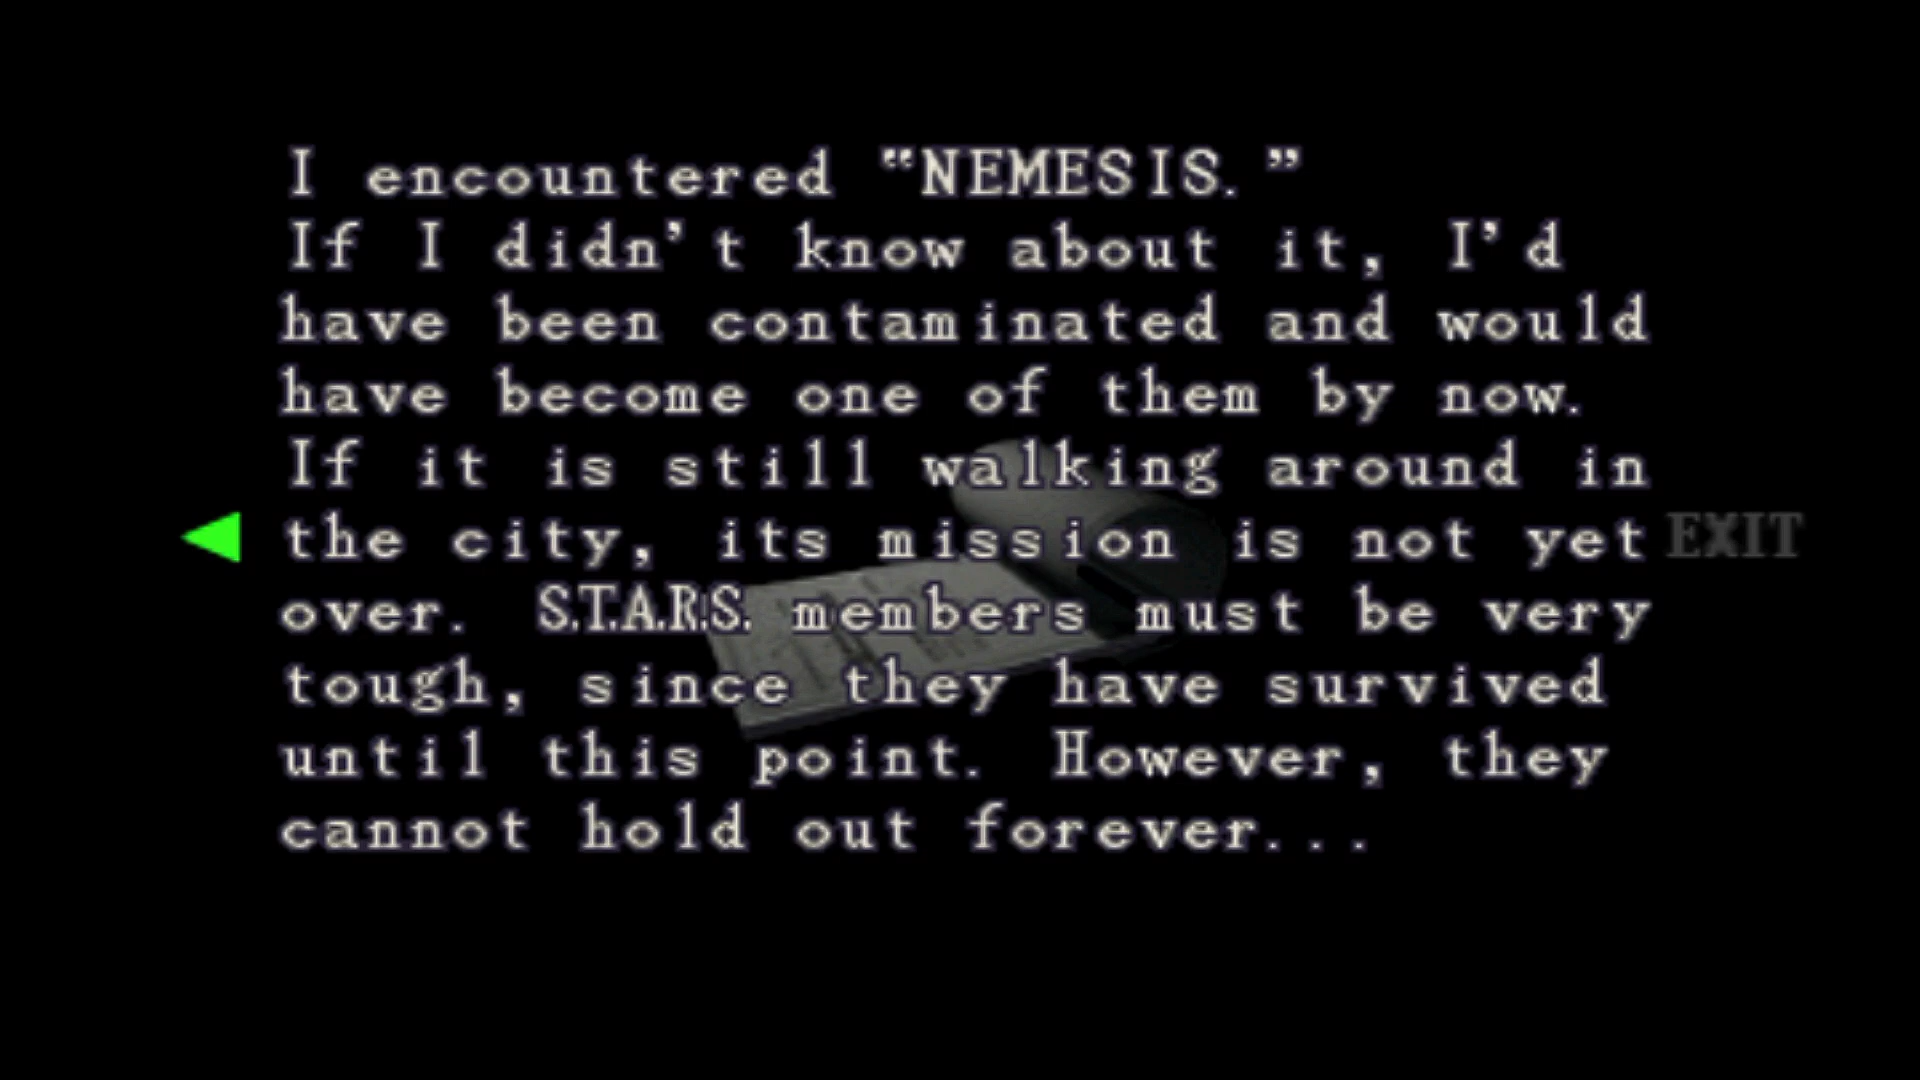 I encountered “NEMESIS.”
If I didn’t know about it, I’d
have been contaminated and would
have become one of them by now.
If it is still walking around in
the city, its mission is not yet
over. S.T.A.R.S. members must be very
tough, since they have survived
until this point. However, they
cannot hold out forever...
EXIT